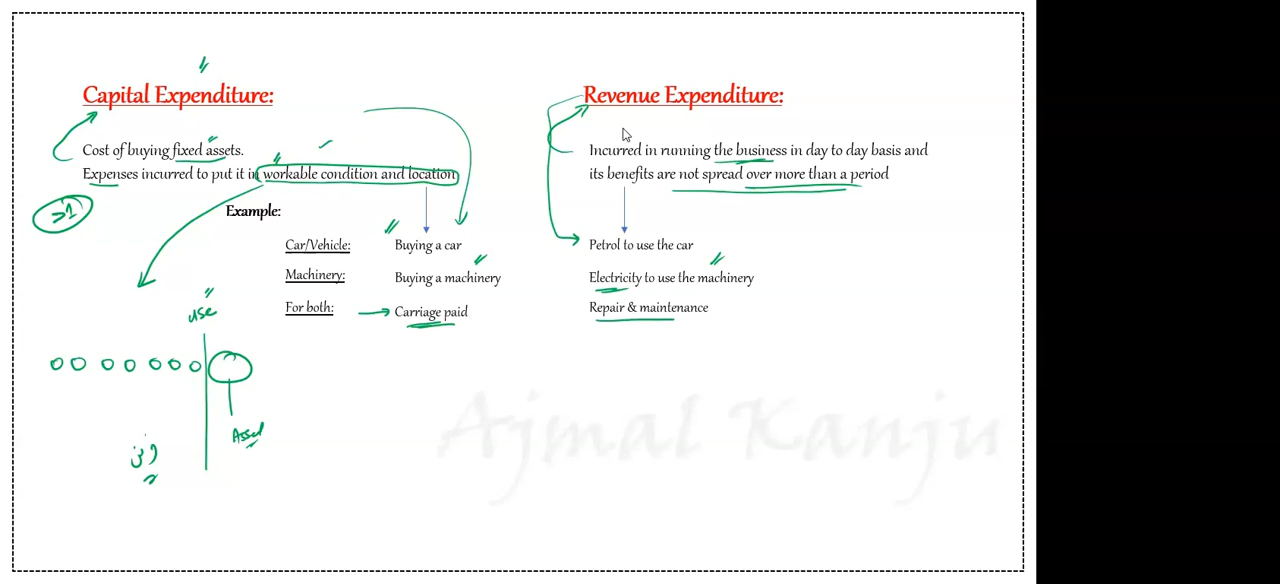 Capital Expenditure:
Cost of buying fixed assets.
Expenses incurred to put it in workable condition and location
>1
Example:
Car/Vehicle: Buying a car
Machinery: Buying a machinery
For both: Carriage paid
use
Asset
Revenue Expenditure:
Incurred in running the business in day to day basis and
its benefits are not spread over more than a period
Petrol to use the car
Electricity to use the machinery
Repair & maintenance
Ajmal Kanju